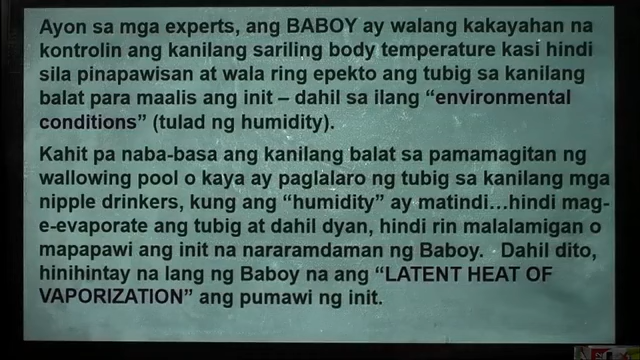 Ayon sa mga experts, ang BABOY ay walang kakayahan na
kontrolin ang kanilang sariling body temperature kasi hindi
sila pinapawisan at wala ring epekto ang tubig sa kanilang
balat para maalis ang init – dahil sa ilang “environmental
conditions” (tulad ng humidity).
Kahit pa naba-basa ang kanilang balat sa pamamagitan ng
wallowing pool o kaya ay paglalaro ng tubig sa kanilang mga
nipple drinkers, kung ang “humidity” ay matindi…hindi mag-
e-evaporate ang tubig at dahil dyan, hindi rin malalamigan o
mapapawi ang init na nararamdaman ng Baboy. Dahil dito,
hinihintay na lang ng Baboy na ang “LATENT HEAT OF
VAPORIZATION” ang pumawi ng init.